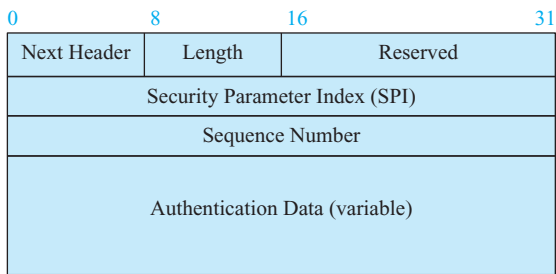 0 8 16 31
Next Header Length Reserved
Security Parameter Index (SPI)
Sequence Number
Authentication Data (variable)